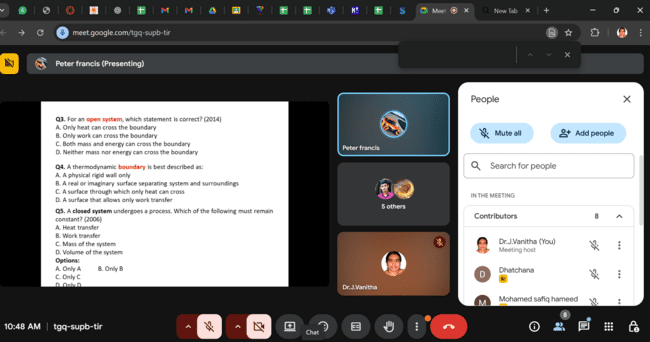 Meet
New Tab
meet.google.com/tgq-supb-tir
Peter francis (Presenting)
Q3. For an open system, which statement is correct? (2014)
A. Only heat can cross the boundary
B. Only work can cross the boundary
C. Both mass and energy can cross the boundary
D. Neither mass nor energy can cross the boundary
Q4. A thermodynamic boundary is best described as:
A. A physical rigid wall only
B. A real or imaginary surface separating system and surroundings
C. A surface through which only heat can cross
D. A surface that allows only work transfer
Q5. A closed system undergoes a process. Which of the following must remain
constant? (2006)
A. Heat transfer
B. Work transfer
C. Mass of the system
D. Volume of the system
Options:
A. Only A B. Only B
C. Only C
D. Only D
Peter francis
5 others
Dr.J.Vanitha
People
Mute all
Add people
Search for people
IN THE MEETING
Contributors 8
Dr.J.Vanitha (You)
Meeting host
D
Dhatchana
M
Mohamed safiq hameed
10:48 AM | tgq-supb-tir
Chat
8